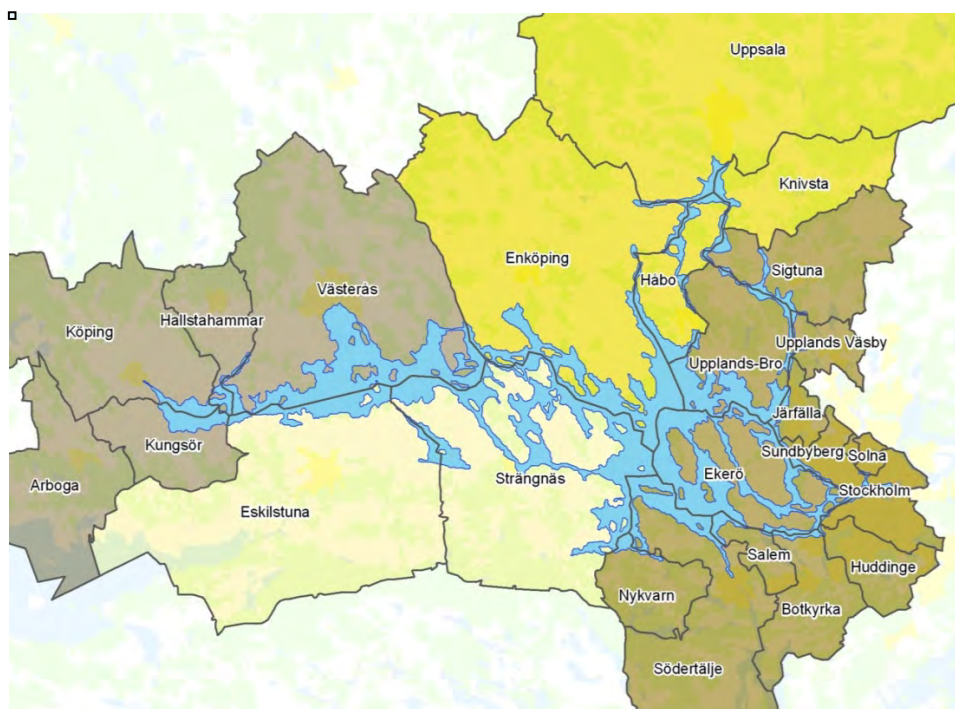 Uppsala
Knivsta
Enköping
Sigtuna
Håbo
Västerås
Hallstahammar
Köping
Upplands Väsby
Upplands-Bro
Järfälla
Kungsör
Sundbyberg
Solna
Ekerö
Strängnäs
Arboga
Stockholm
Eskilstuna
Salem
Huddinge
Nykvarn
Botkyrka
Södertälje